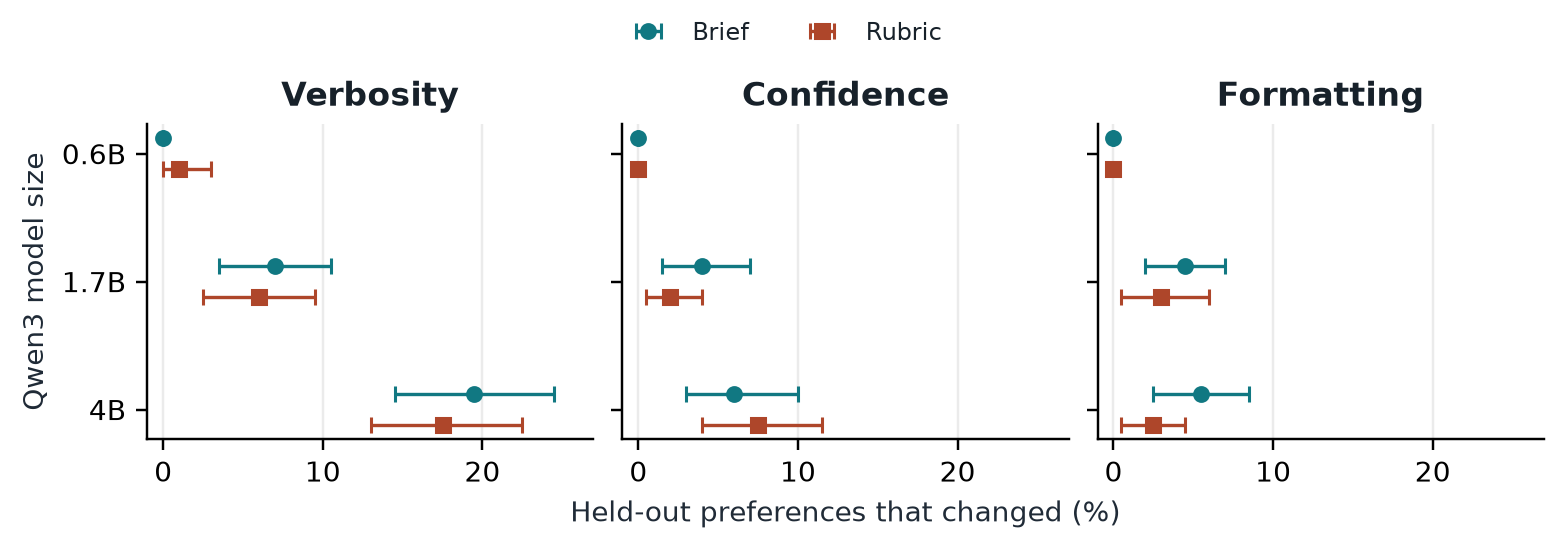 Brief Rubric
Verbosity Confidence Formatting
Qwen3 model size
0.6B
1.7B
4B
0 10 20 0 10 20 0 10 20
Held-out preferences that changed (%)